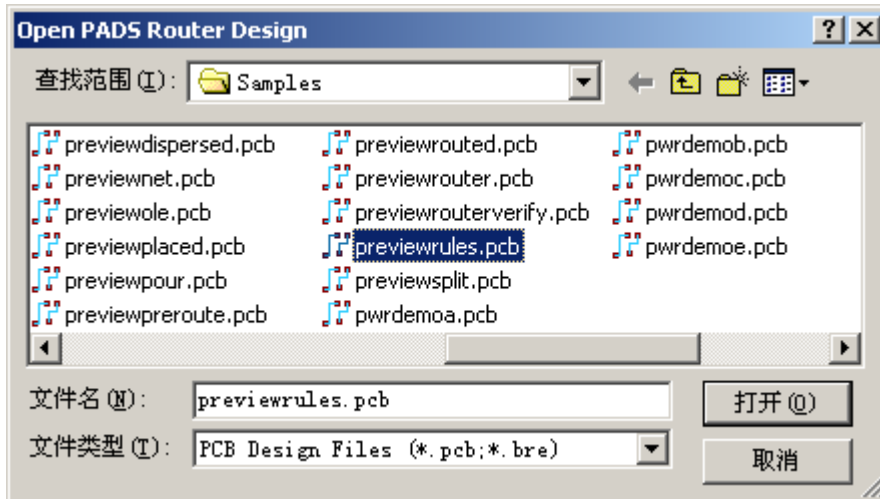 Open PADS Router Design
查找范围(I): Samples
previewdispersed.pcb previewrouted.pcb pwrdemob.pcb
previewnet.pcb previewrouter.pcb pwrdemoc.pcb
previewole.pcb previewrouterverify.pcb pwrdemod.pcb
previewplaced.pcb previewrules.pcb pwrdemoe.pcb
previewpour.pcb previewsplit.pcb
previewpreroute.pcb pwrdemoa.pcb
文件名(N): previewrules.pcb 打开(O)
文件类型(T): PCB Design Files (*.pcb;*.bre) 取消